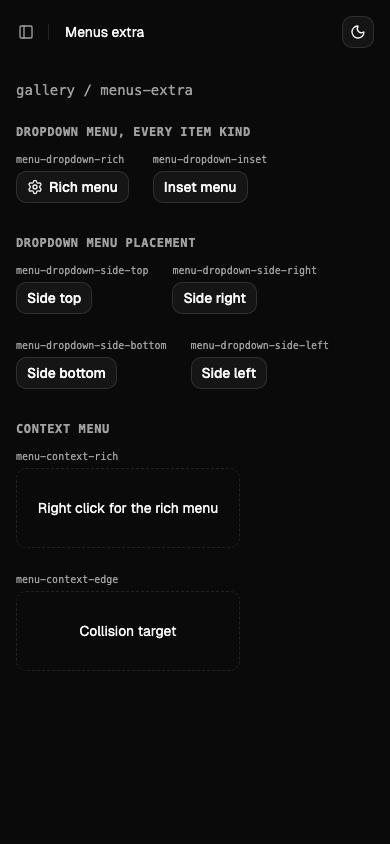 Menus extra
gallery / menus-extra
DROPDOWN MENU, EVERY ITEM KIND
menu-dropdown-rich menu-dropdown-inset
Rich menu Inset menu
DROPDOWN MENU PLACEMENT
menu-dropdown-side-top menu-dropdown-side-right
Side top Side right
menu-dropdown-side-bottom menu-dropdown-side-left
Side bottom Side left
CONTEXT MENU
menu-context-rich
Right click for the rich menu
menu-context-edge
Collision target